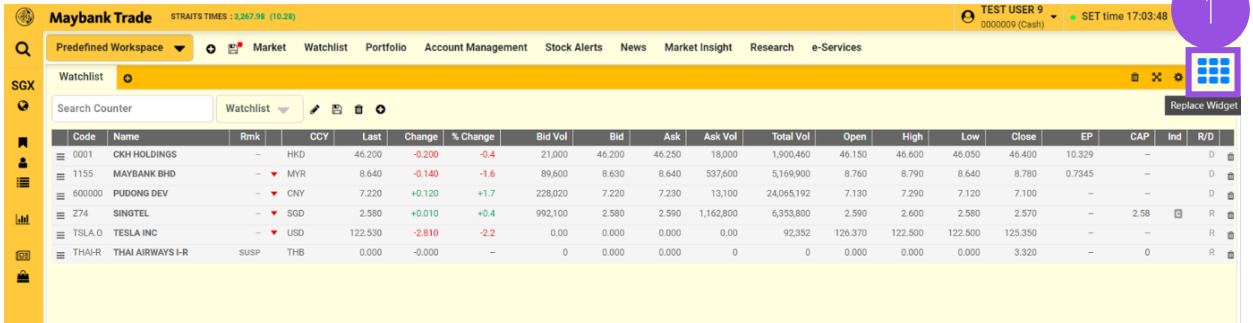 Maybank Trade STRAITS TIMES : 3,267.98 (10.28) TEST USER 9 SET time 17:03:48 1
0000009 (Cash)
Predefined Workspace Market Watchlist Portfolio Account Management Stock Alerts News Market Insight Research e-Services
Watchlist
SGX
Replace Widget
Search Counter Watchlist
Code Name Rmk CCY Last Change % Change Bid Vol Bid Ask Ask Vol Total Vol Open High Low Close EP CAP Ind R/D
0001 CKH HOLDINGS – HKD 46.200 -0.200 -0.4 21,000 46.200 46.250 18,000 1,900,460 46.150 46.600 46.050 46.400 10.329 – D
1155 MAYBANK BHD – MYR 8.640 -0.140 -1.6 89,600 8.630 8.640 537,600 5,169,900 8.760 8.790 8.640 8.780 0.7345 – D
600000 PUDONG DEV – CNY 7.220 +0.120 +1.7 228,020 7.220 7.230 13,100 24,065,192 7.130 7.290 7.120 7.100 – – D
Z74 SINGTEL – SGD 2.580 +0.010 +0.4 992,100 2.580 2.590 1,162,800 6,353,800 2.590 2.600 2.580 2.570 – 2.58 C R
TSLA.O TESLA INC – USD 122.530 -2.810 -2.2 0.00 0.000 0.000 0.00 92,352 126.370 122.500 122.500 125.350 – – R
THAI-R THAI AIRWAYS I-R SUSP THB 0.000 -0.000 – 0 0.000 0.000 0 0 0.000 0.000 0.000 3.320 – 0 R